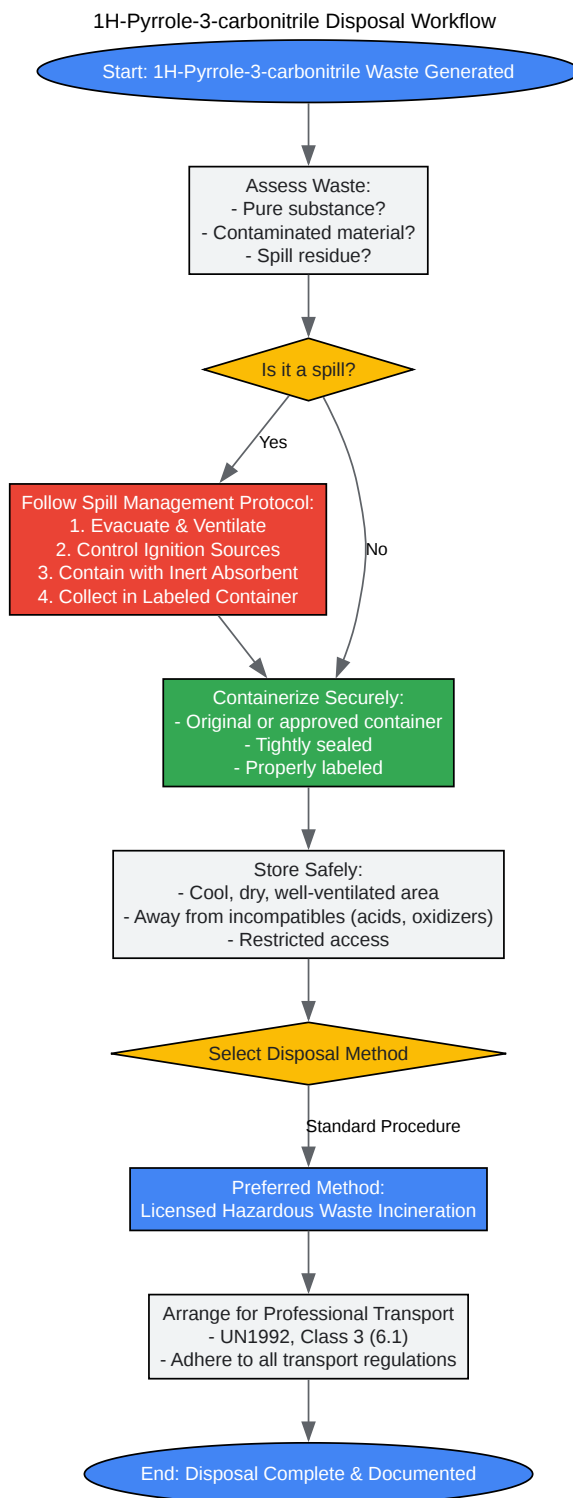 1H-Pyrrole-3-carbonitrile Disposal Workflow
Start: 1H-Pyrrole-3-carbonitrile Waste Generated
Assess Waste:
- Pure substance?
- Contaminated material?
- Spill residue?
Is it a spill?
Yes
No
Follow Spill Management Protocol:
1. Evacuate & Ventilate
2. Control Ignition Sources
3. Contain with Inert Absorbent
4. Collect in Labeled Container
Containerize Securely:
- Original or approved container
- Tightly sealed
- Properly labeled
Store Safely:
- Cool, dry, well-ventilated area
- Away from incompatibles (acids, oxidizers)
- Restricted access
Select Disposal Method
Standard Procedure
Preferred Method:
Licensed Hazardous Waste Incineration
Arrange for Professional Transport
- UN1992, Class 3 (6.1)
- Adhere to all transport regulations
End: Disposal Complete & Documented